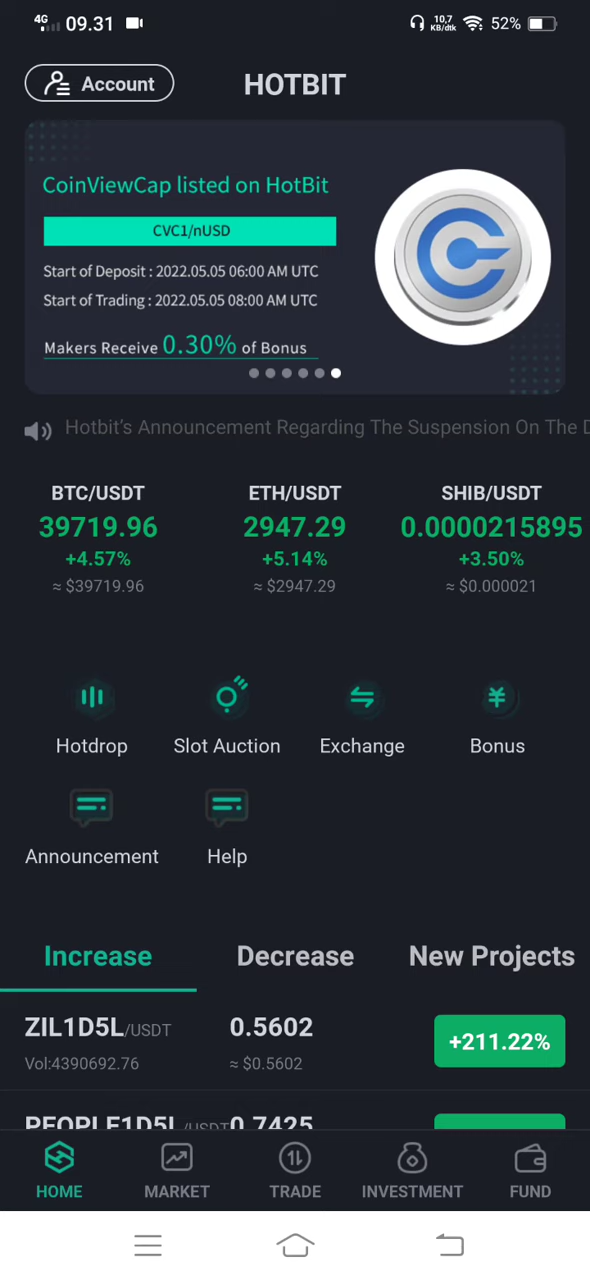 4G 09.31 10,7 KB/dtk 52%
Account HOTBIT
CoinViewCap listed on HotBit
CVC1/nUSD
Start of Deposit : 2022.05.05 06:00 AM UTC
Start of Trading : 2022.05.05 08:00 AM UTC
Makers Receive 0.30% of Bonus
Hotbit's Announcement Regarding The Suspension On The
BTC/USDT ETH/USDT SHIB/USDT
39719.96 2947.29 0.0000215895
+4.57% +5.14% +3.50%
≈ $39719.96 ≈ $2947.29 ≈ $0.000021
Hotdrop Slot Auction Exchange Bonus
Announcement Help
Increase Decrease New Projects
ZIL1D5L/USDT 0.5602 +211.22%
Vol:4390692.76 ≈ $0.5602
PEOPLE1D5L/USDT 0.7425
HOME MARKET TRADE INVESTMENT FUND